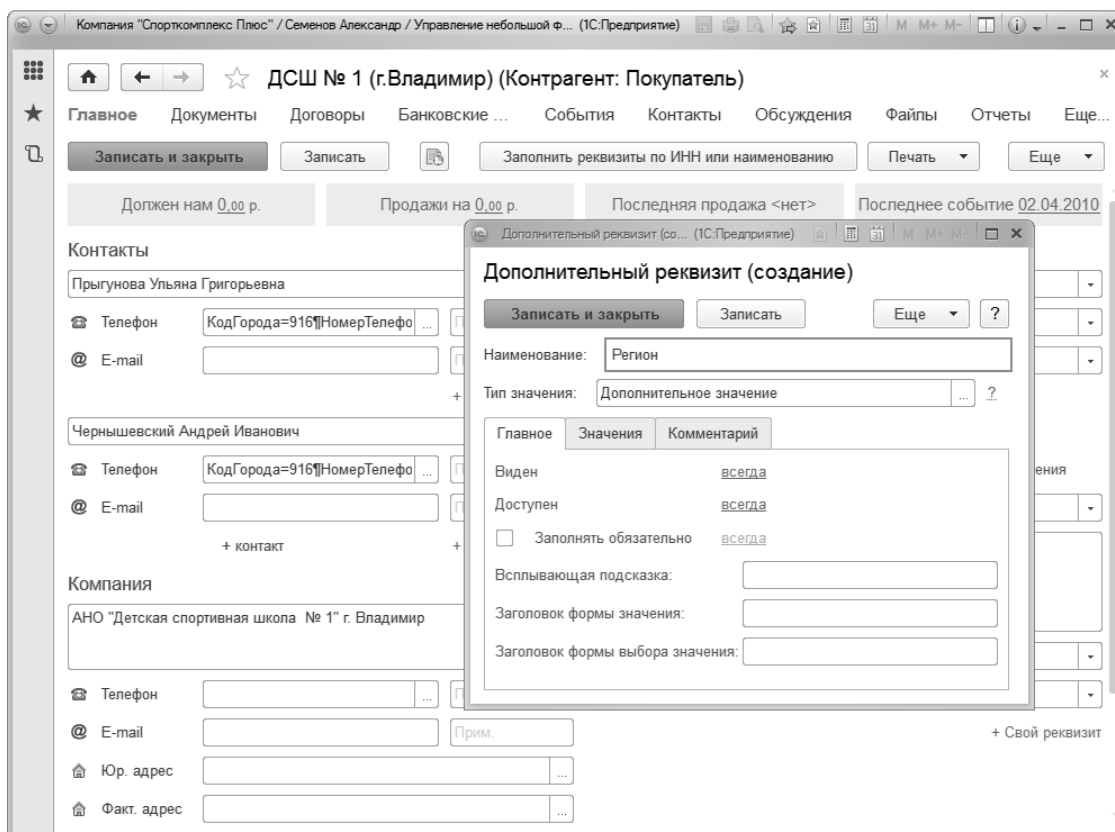 Компания "Спорткомплекс Плюс" / Семенов Александр / Управление небольшой ф... (1С:Предприятие) M M+ M-
ДСШ № 1 (г.Владимир) (Контрагент: Покупатель)
Главное Документы Договоры Банковские ... События Контакты Обсуждения Файлы Отчеты Еще...
Записать и закрыть Записать Заполнить реквизиты по ИНН или наименованию Печать Еще
Должен нам 0,00 р. Продажи на 0,00 р. Последняя продажа <нет> Последнее событие 02.04.2010
Контакты
Прыгунова Ульяна Григорьевна
Телефон КодГорода=916¶НомерТелефо ...
@ E-mail
+
Чернышевский Андрей Иванович
Телефон КодГорода=916¶НомерТелефо ... ения
@ E-mail
+ контакт +
Компания
АНО "Детская спортивная школа № 1" г. Владимир
Телефон ...
@ E-mail Прим. + Свой реквизит
Юр. адрес ...
Факт. адрес ...
Дополнительный реквизит (со... (1С:Предприятие) M M+ M-
Дополнительный реквизит (создание)
Записать и закрыть Записать Еще ?
Наименование: Регион
Тип значения: Дополнительное значение ... ?
Главное Значения Комментарий
Виден всегда
Доступен всегда
Заполнять обязательно всегда
Всплывающая подсказка:
Заголовок формы значения:
Заголовок формы выбора значения: